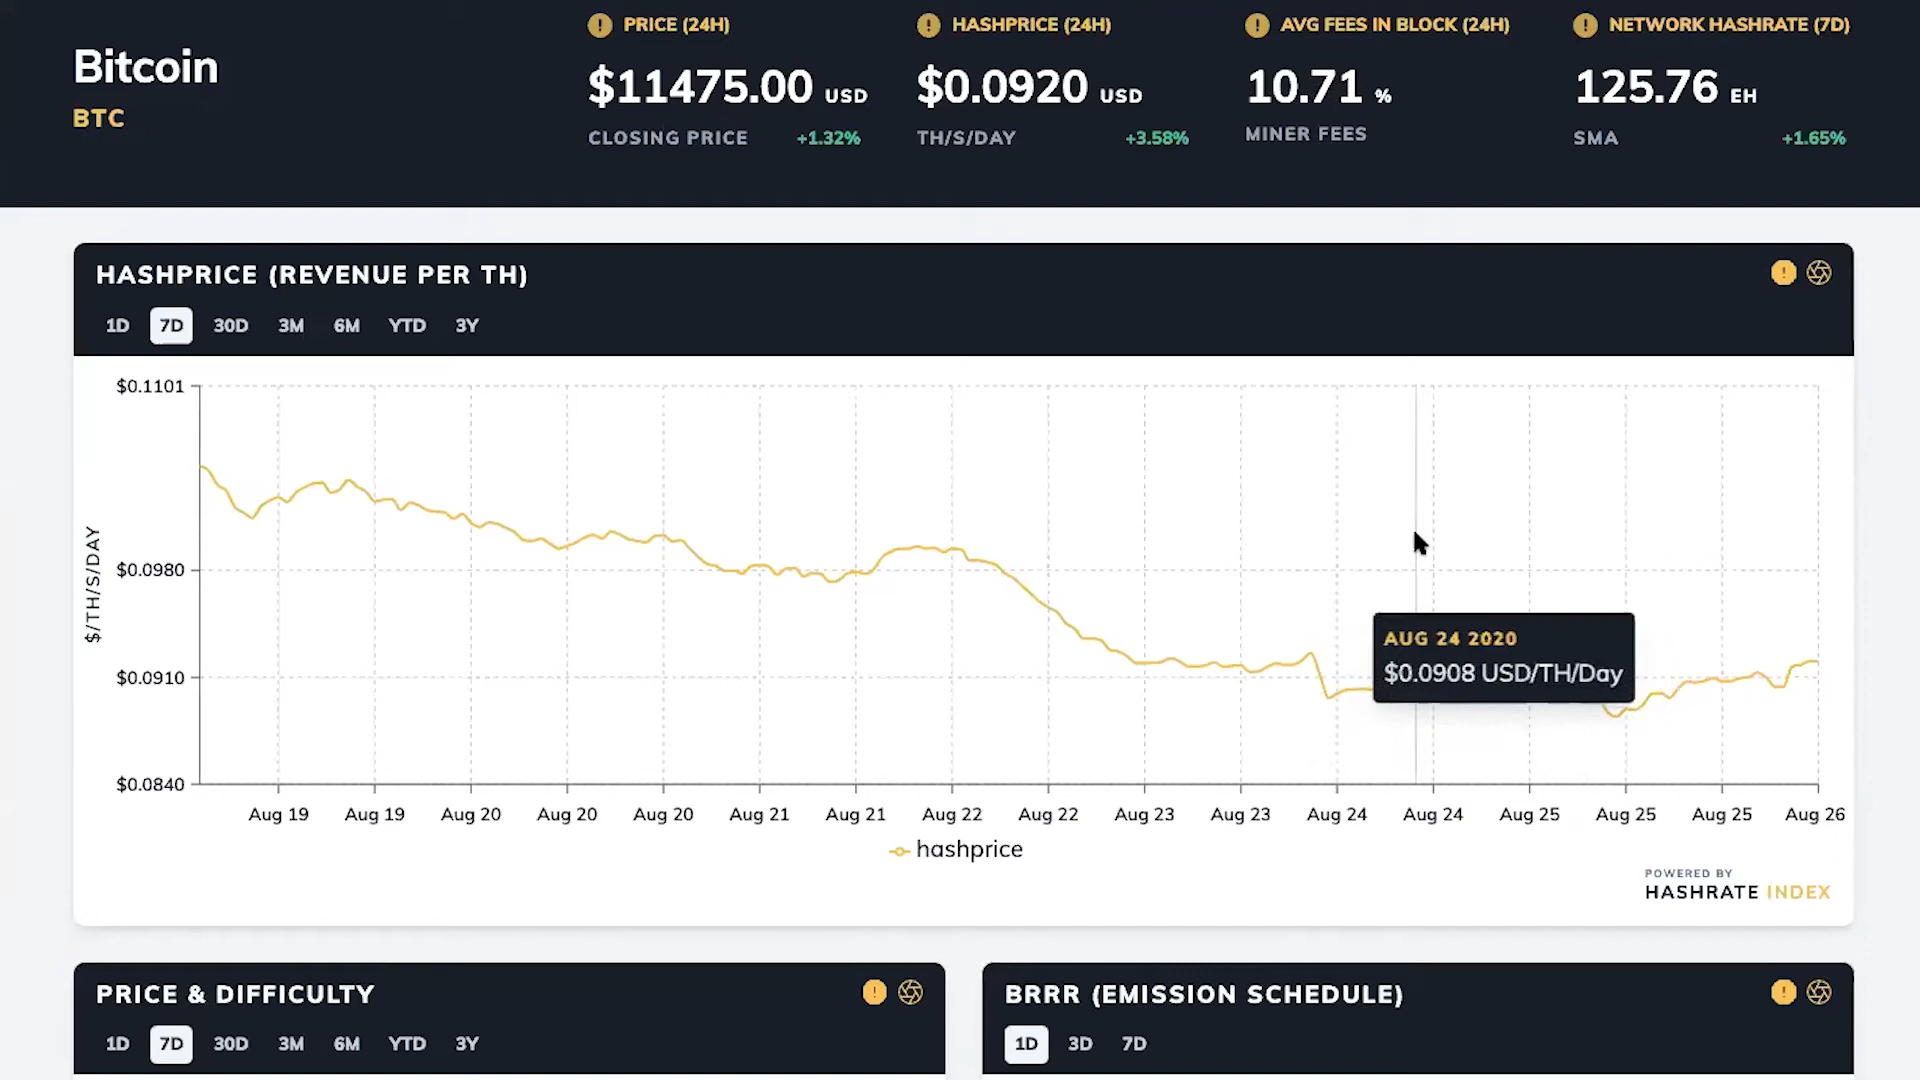 Bitcoin
BTC
PRICE (24H)
$11475.00 USD
CLOSING PRICE +1.32%
HASHPRICE (24H)
$0.0920 USD
TH/S/DAY +3.58%
AVG FEES IN BLOCK (24H)
10.71 %
MINER FEES
NETWORK HASHRATE (7D)
125.76 EH
SMA +1.65%
HASHPRICE (REVENUE PER TH)
1D 7D 30D 3M 6M YTD 3Y
$/TH/S/DAY
$0.1101
$0.0980
$0.0910
$0.0840
AUG 24 2020
$0.0908 USD/TH/Day
Aug 19 Aug 19 Aug 20 Aug 20 Aug 20 Aug 21 Aug 21 Aug 22 Aug 22 Aug 23 Aug 23 Aug 24 Aug 24 Aug 25 Aug 25 Aug 25 Aug 26
hashprice
POWERED BY
HASHRATE INDEX
PRICE & DIFFICULTY
1D 7D 30D 3M 6M YTD 3Y
BRRR (EMISSION SCHEDULE)
1D 3D 7D